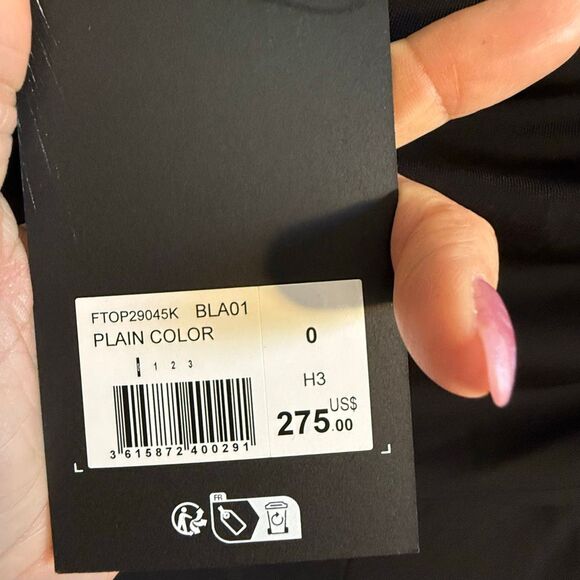 FTOP29045K BLA01
PLAIN COLOR
1 2 3
0
H3
275.00 US$
3 615872 400291
FR